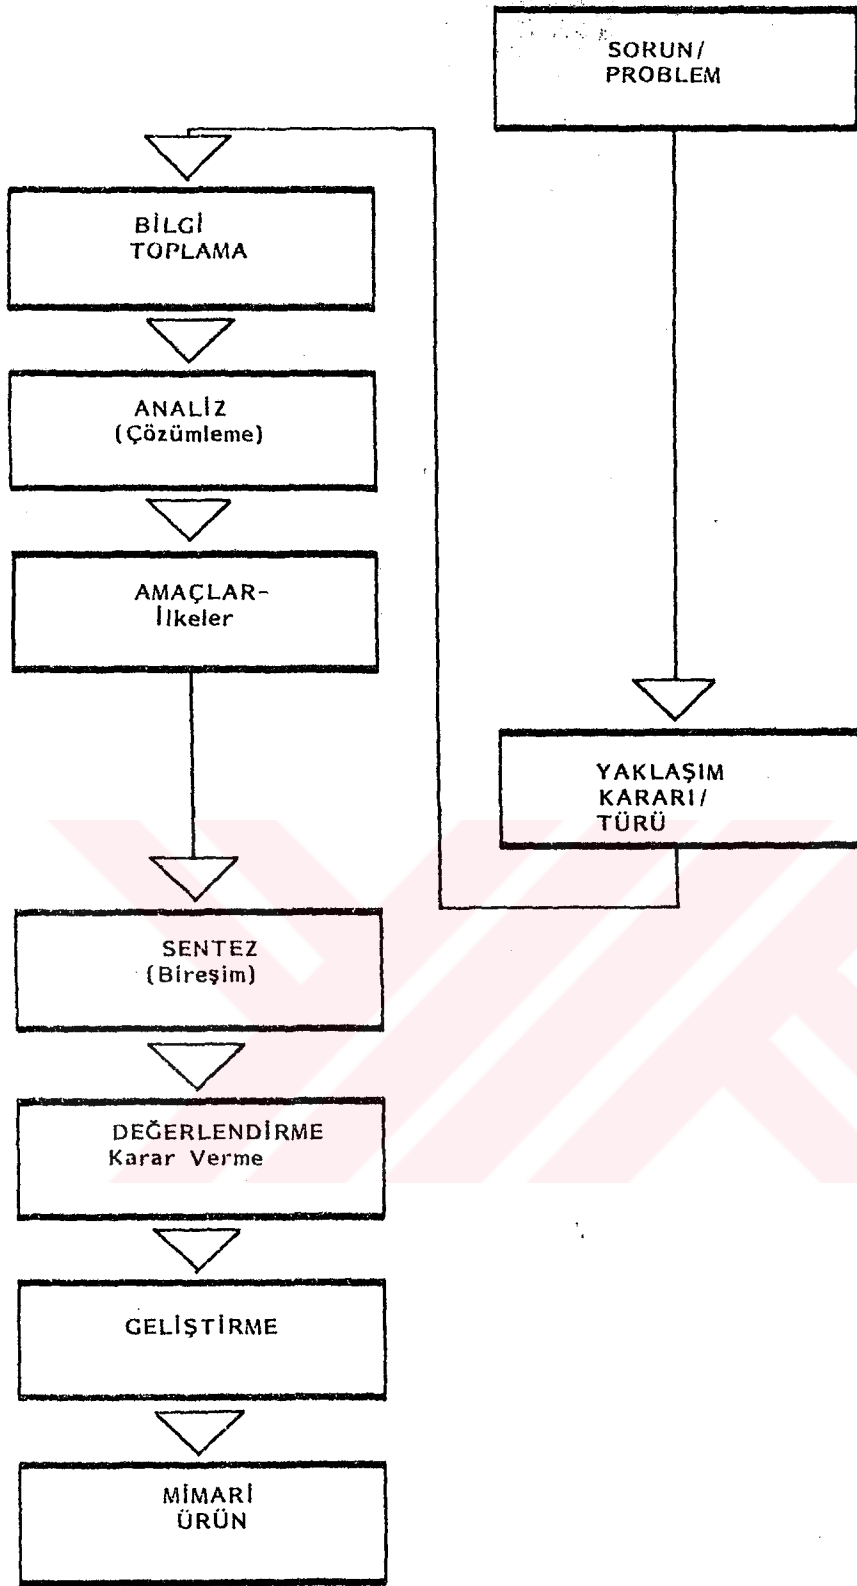 SORUN/
PROBLEM
BİLGİ
TOPLAMA
ANALİZ
(Çözümleme)
AMAÇLAR-
İlkeler
YAKLAŞIM
KARARI/
TÜRÜ
SENTEZ
(Bireşim)
DEĞERLENDİRME
Karar Verme
GELİŞTİRME
MİMARİ
ÜRÜN